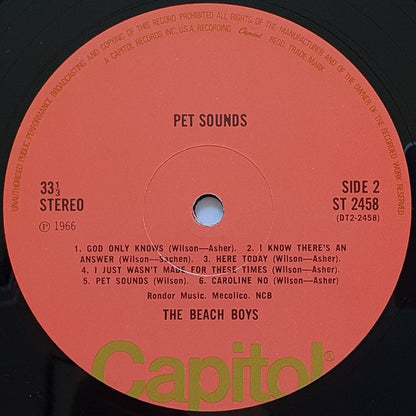 UNAUTHORISED PUBLIC PERFORMANCE BROADCASTING AND COPYING OF THIS RECORD PROHIBITED ALL RIGHTS OF THE MANUFACTURER AND OF THE OWNER OF THE RECORDED WORK RESERVED
A CAPITOL RECORDS INC., U.S.A. RECORDING Capitol REGD TRADE MARK
PET SOUNDS
33⅓
STEREO
℗ 1966
SIDE 2
ST 2458
(DT2-2458)
1. GOD ONLY KNOWS (Wilson—Asher). 2. I KNOW THERE'S AN
ANSWER (Wilson—Sachen). 3. HERE TODAY (Wilson—Asher).
4. I JUST WASN'T MADE FOR THESE TIMES (Wilson—Asher).
5. PET SOUNDS (Wilson). 6. CAROLINE NO (Wilson—Asher).
Rondor Music. Mecolico. NCB
THE BEACH BOYS
Capitol®